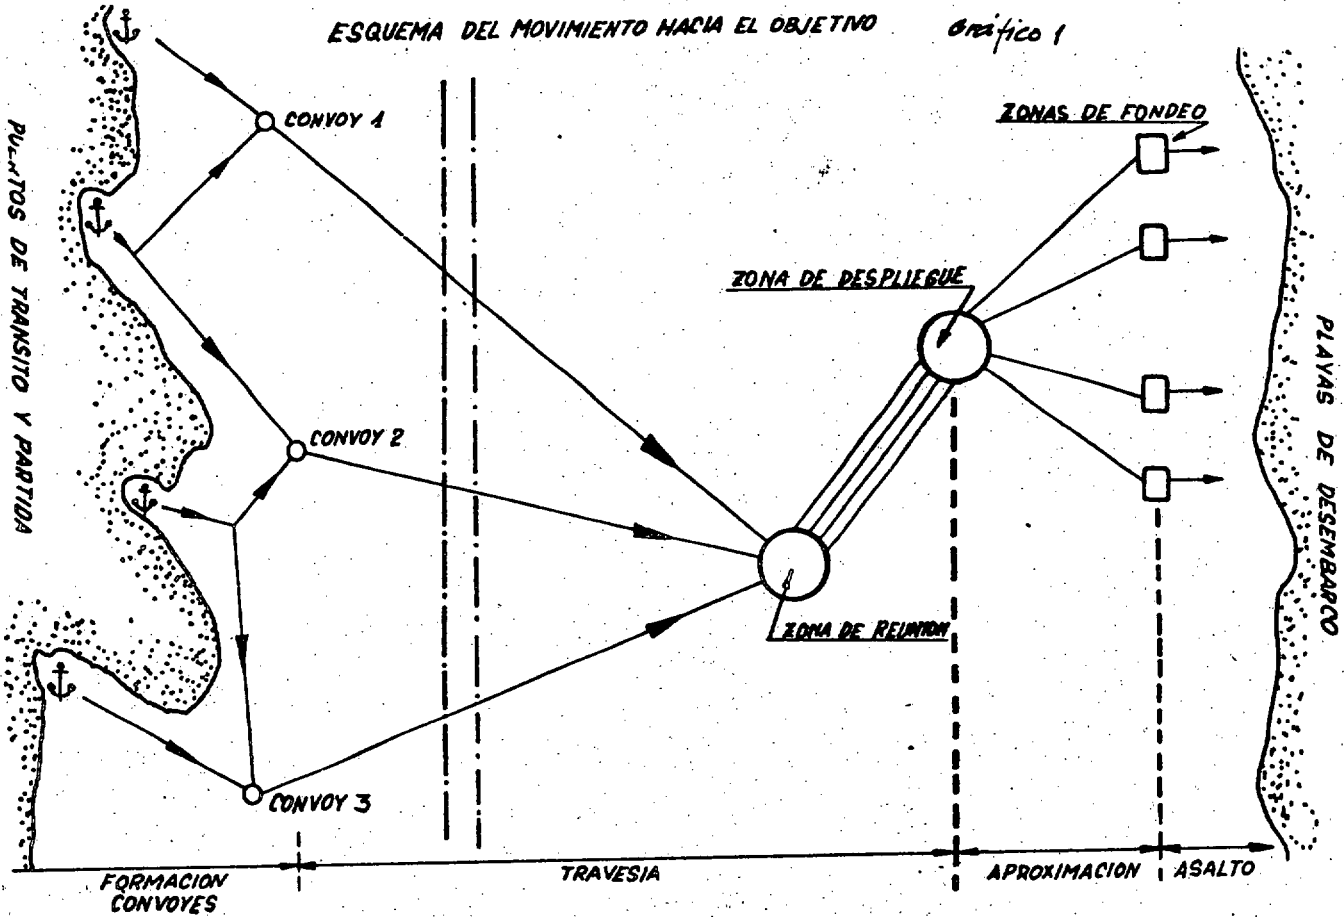 ESQUEMA DEL MOVIMIENTO HACIA EL OBJETIVO
Gráfico 1
CONVOY 1
ZONAS DE FONDEO
DE TRANSITO Y PARTIDA
ZONA DE DESPLIEGUE
PLAYAS DE DESEMBARCO
CONVOY 2
ZONA DE REUNION
CONVOY 3
FORMACION
CONVOYES
TRAVESIA
APROXIMACION
ASALTO